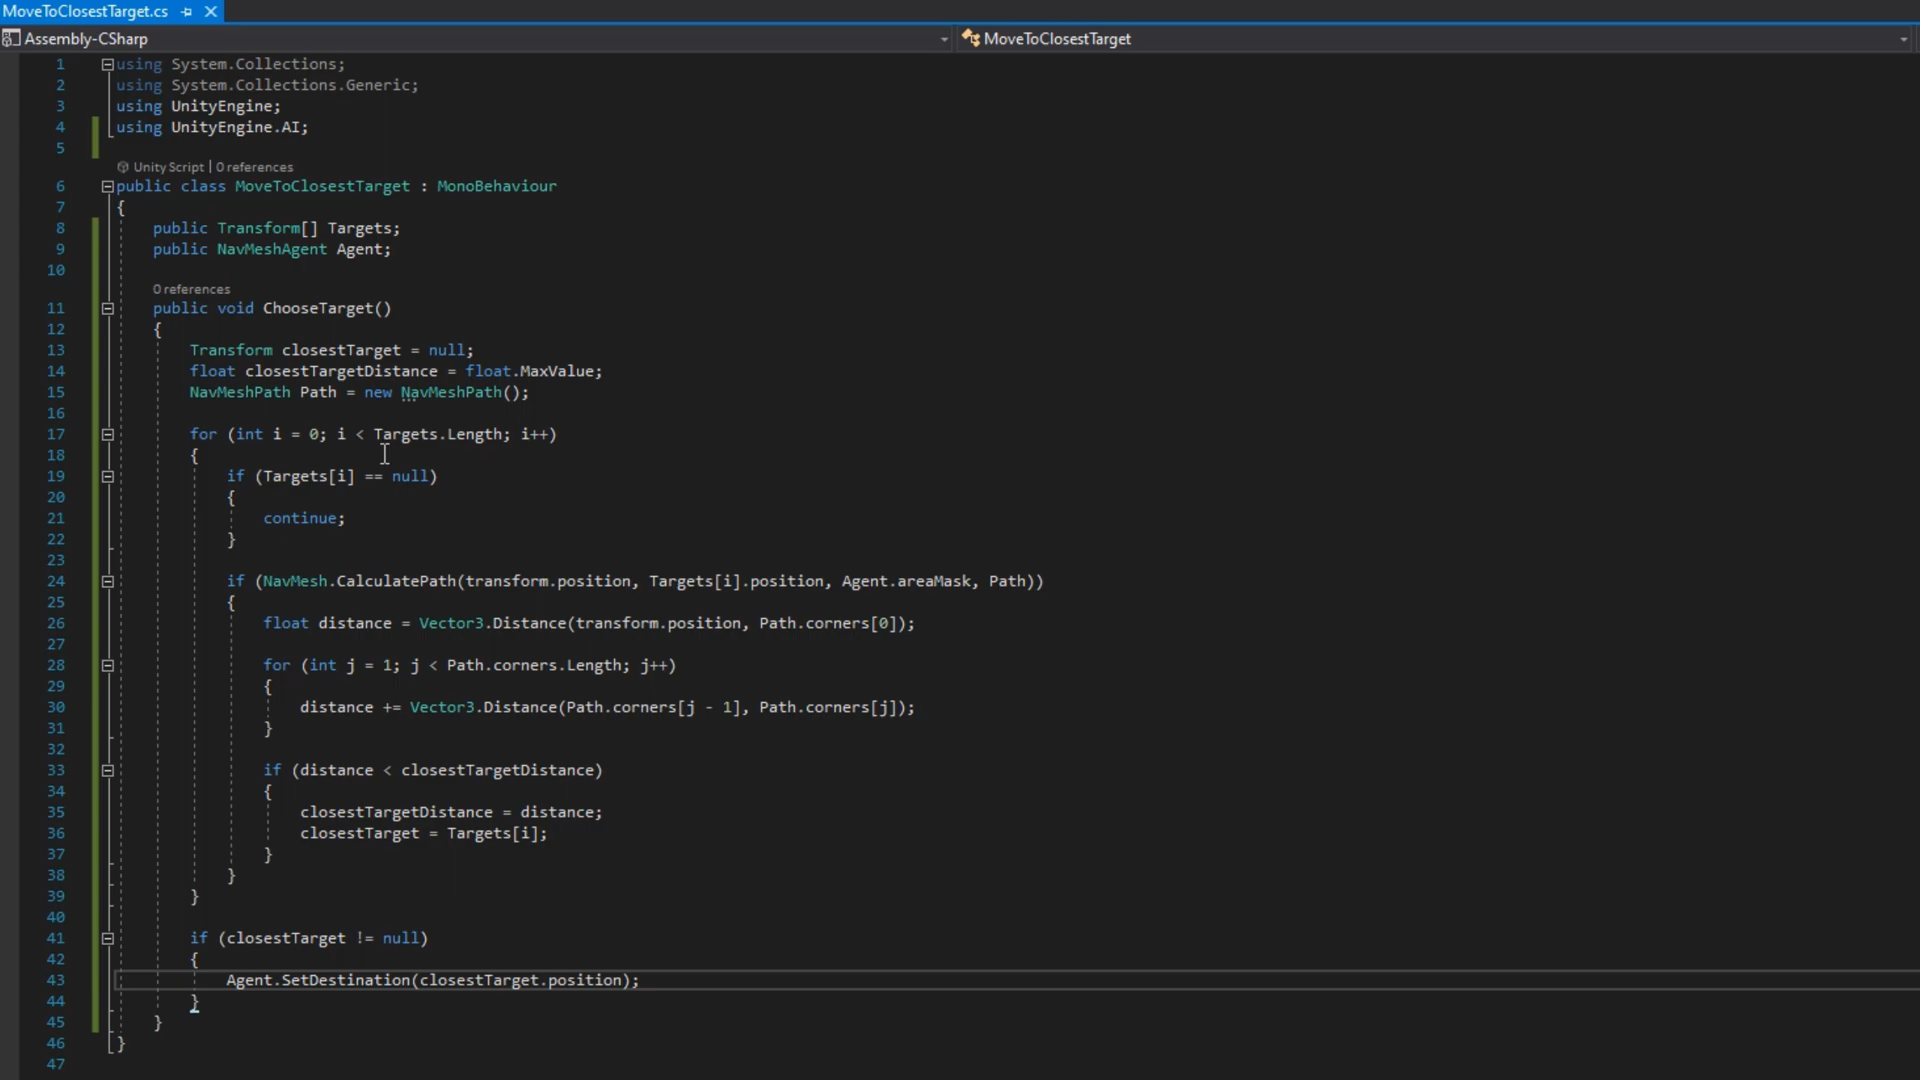 MoveToClosestTarget.cs
Assembly-CSharp
MoveToClosestTarget
1 using System.Collections;
2 using System.Collections.Generic;
3 using UnityEngine;
4 using UnityEngine.AI;
5
Unity Script | 0 references
6 public class MoveToClosestTarget : MonoBehaviour
7 {
8 public Transform[] Targets;
9 public NavMeshAgent Agent;
10
0 references
11 public void ChooseTarget()
12 {
13 Transform closestTarget = null;
14 float closestTargetDistance = float.MaxValue;
15 NavMeshPath Path = new NavMeshPath();
16
17 for (int i = 0; i < Targets.Length; i++)
18 {
19 if (Targets[i] == null)
20 {
21 continue;
22 }
23
24 if (NavMesh.CalculatePath(transform.position, Targets[i].position, Agent.areaMask, Path))
25 {
26 float distance = Vector3.Distance(transform.position, Path.corners[0]);
27
28 for (int j = 1; j < Path.corners.Length; j++)
29 {
30 distance += Vector3.Distance(Path.corners[j - 1], Path.corners[j]);
31 }
32
33 if (distance < closestTargetDistance)
34 {
35 closestTargetDistance = distance;
36 closestTarget = Targets[i];
37 }
38 }
39 }
40
41 if (closestTarget != null)
42 {
43 Agent.SetDestination(closestTarget.position);
44 }
45 }
46 }
47